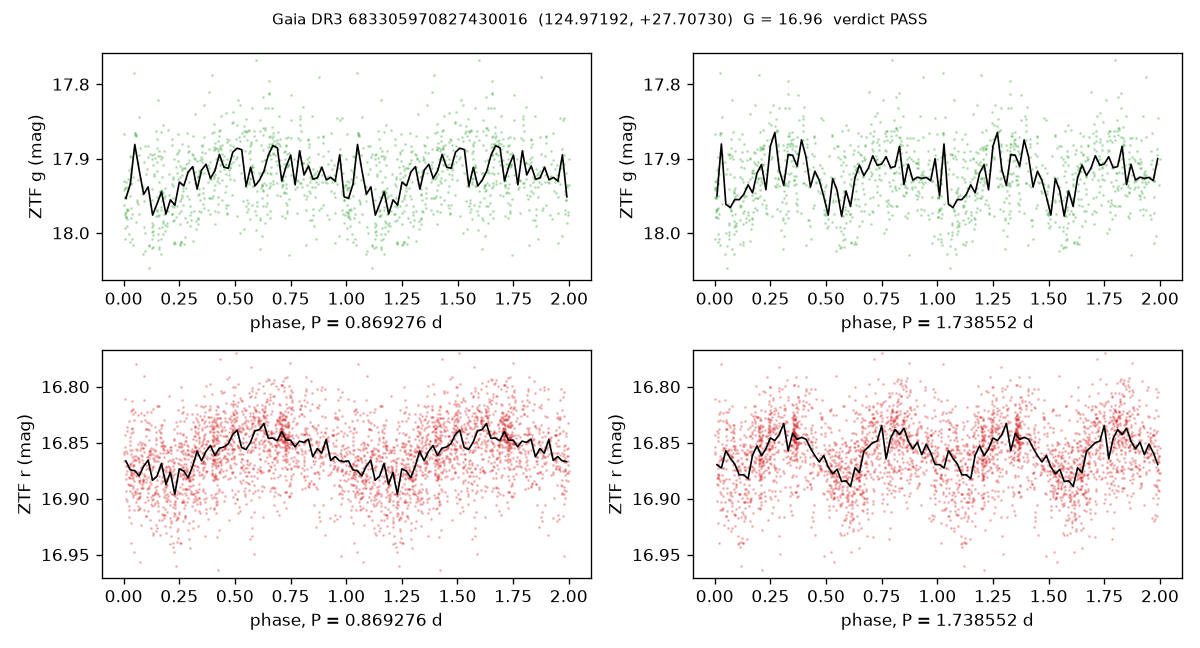 Gaia DR3 683305970827430016 (124.97192, +27.70730) G = 16.96 verdict PASS
ZTF g (mag)
17.8
17.9
18.0
0.00 0.25 0.50 0.75 1.00 1.25 1.50 1.75 2.00
phase, P = 0.869276 d
ZTF g (mag)
17.8
17.9
18.0
0.00 0.25 0.50 0.75 1.00 1.25 1.50 1.75 2.00
phase, P = 1.738552 d
ZTF r (mag)
16.80
16.85
16.90
16.95
0.00 0.25 0.50 0.75 1.00 1.25 1.50 1.75 2.00
phase, P = 0.869276 d
ZTF r (mag)
16.80
16.85
16.90
16.95
0.00 0.25 0.50 0.75 1.00 1.25 1.50 1.75 2.00
phase, P = 1.738552 d